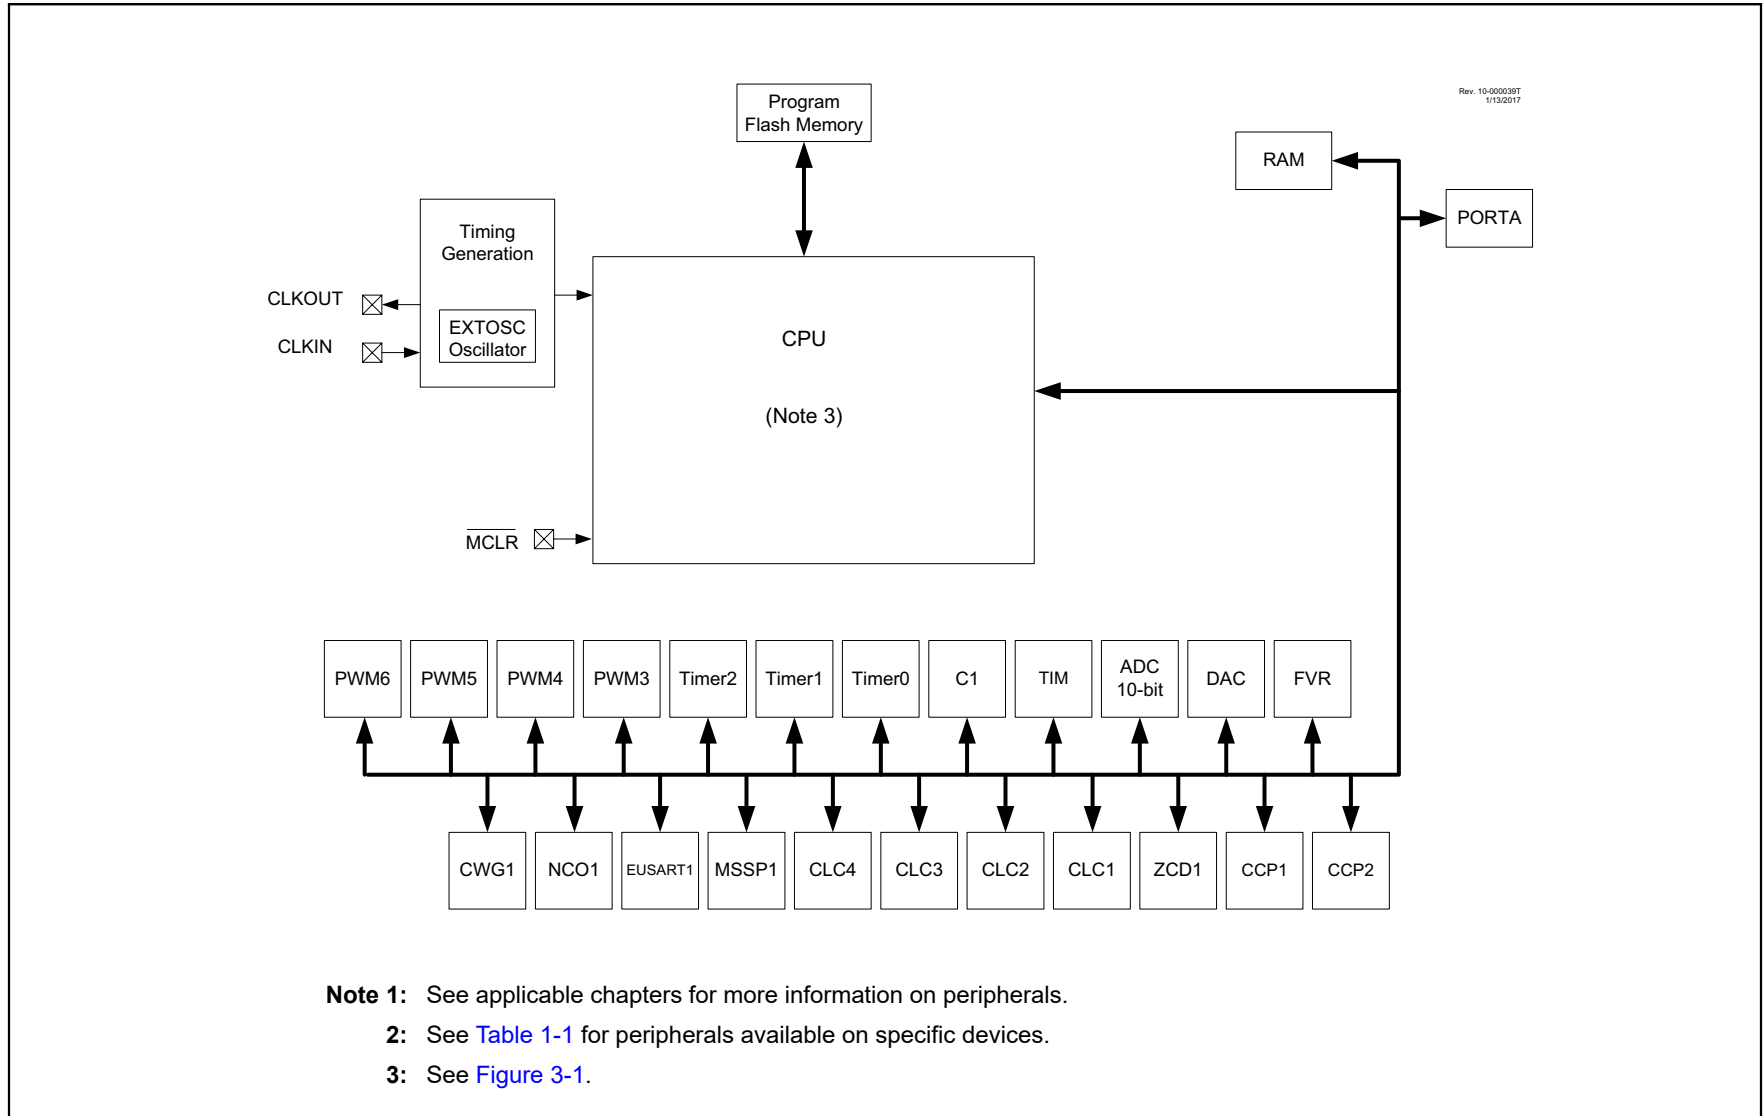 Rev. 10-000039T
1/13/2017
Program
Flash Memory
RAM
PORTA
Timing
Generation
EXTOSC
Oscillator
CLKOUT
CLKIN
CPU
(Note 3)
MCLR
PWM6
PWM5
PWM4
PWM3
Timer2
Timer1
Timer0
C1
TIM
ADC
10-bit
DAC
FVR
CWG1
NCO1
EUSART1
MSSP1
CLC4
CLC3
CLC2
CLC1
ZCD1
CCP1
CCP2
Note 1: See applicable chapters for more information on peripherals.
2: See Table 1-1 for peripherals available on specific devices.
3: See Figure 3-1.